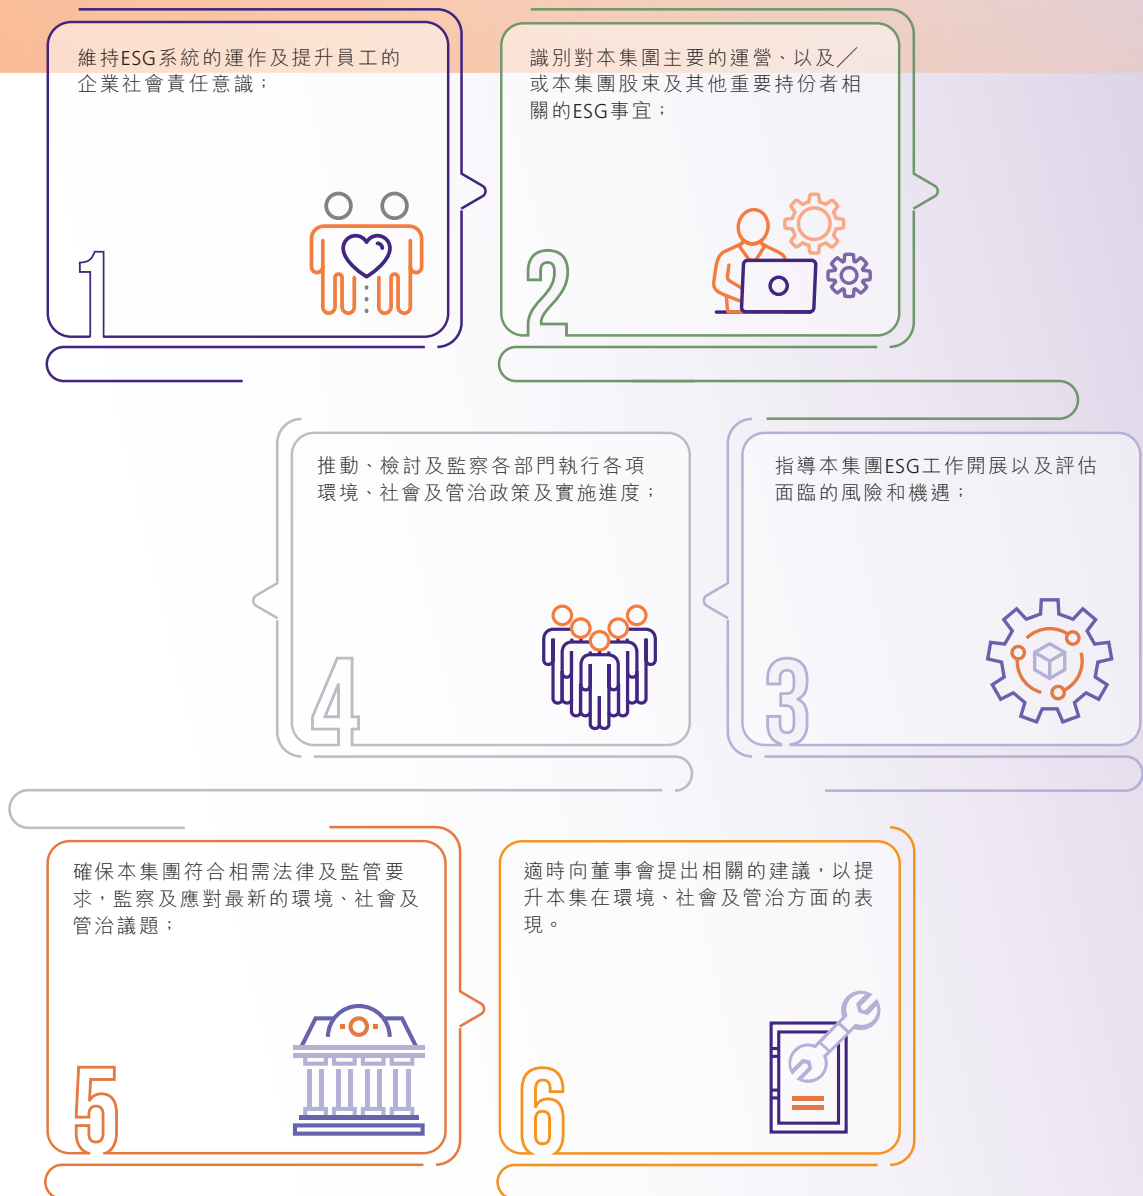 維持ESG系統的運作及提升員工的
企業社會責任意識；
1
識別對本集圍主要的運營、以及／
或本集團股束及其他重要持份者相
關的ESG事宜；
2
指導本集團ESG工作開展以及評估
面臨的風險和機遇；
3
推動、檢討及監察各部門執行各項
環境、社會及管治政策及實施進度；
4
確保本集團符合相需法律及監管要
求，監察及應對最新的環境、社會及
管治議題；
5
適時向董事會提出相關的建議，以提
升本集在環境、社會及管治方面的表
現。
6